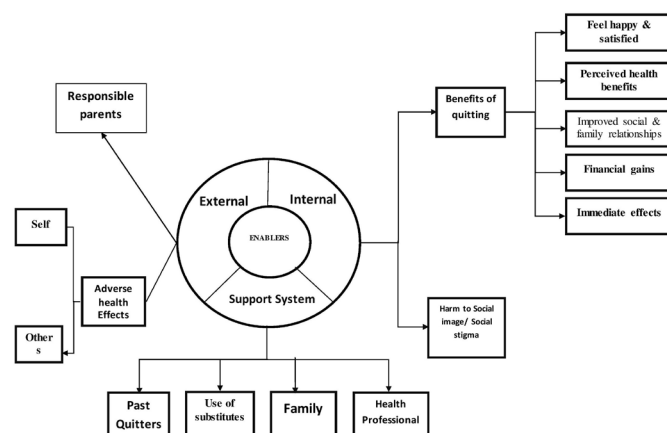 Feel happy &
satisfied
Responsible
parents
Perceived health
benefits
Benefits of
quitting
Improved social &
family relationships
External
Internal
Financial gains
Self
ENABLERS
Immediate effects
Adverse
health
Effects
Support System
Harm to Social
image/ Social
stigma
Other
s
Past
Quitters
Use of
substitutes
Family
Health
Professional